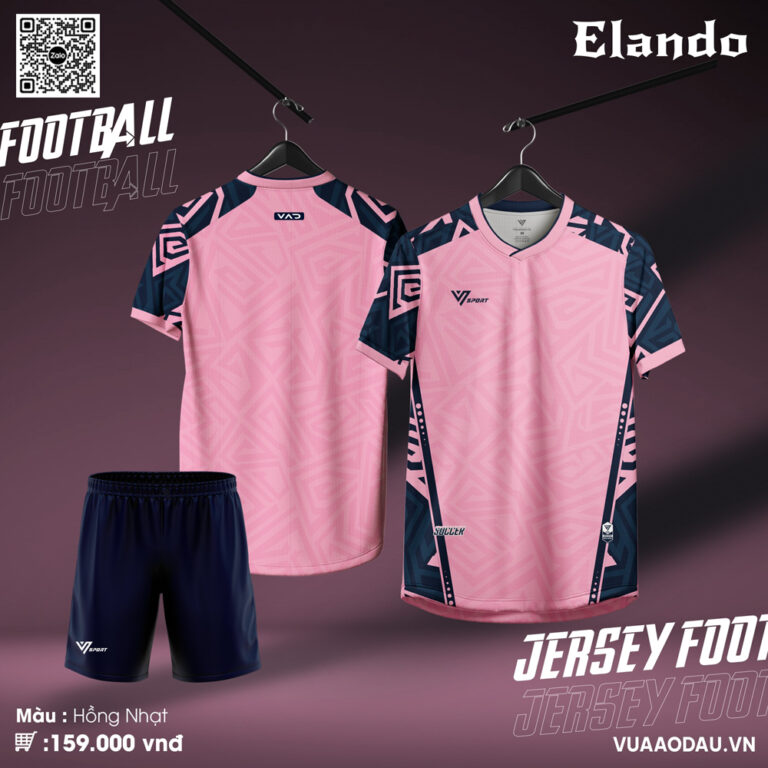 Zalo
Elando
FOOTBALL
FOOTBALL
VAD
V SPORT
SOCCER
V SPORT
JERSEY FOOT
JERSEY FOOT
Màu : Hồng Nhạt
:159.000 vnđ
VUAAODAU.VN